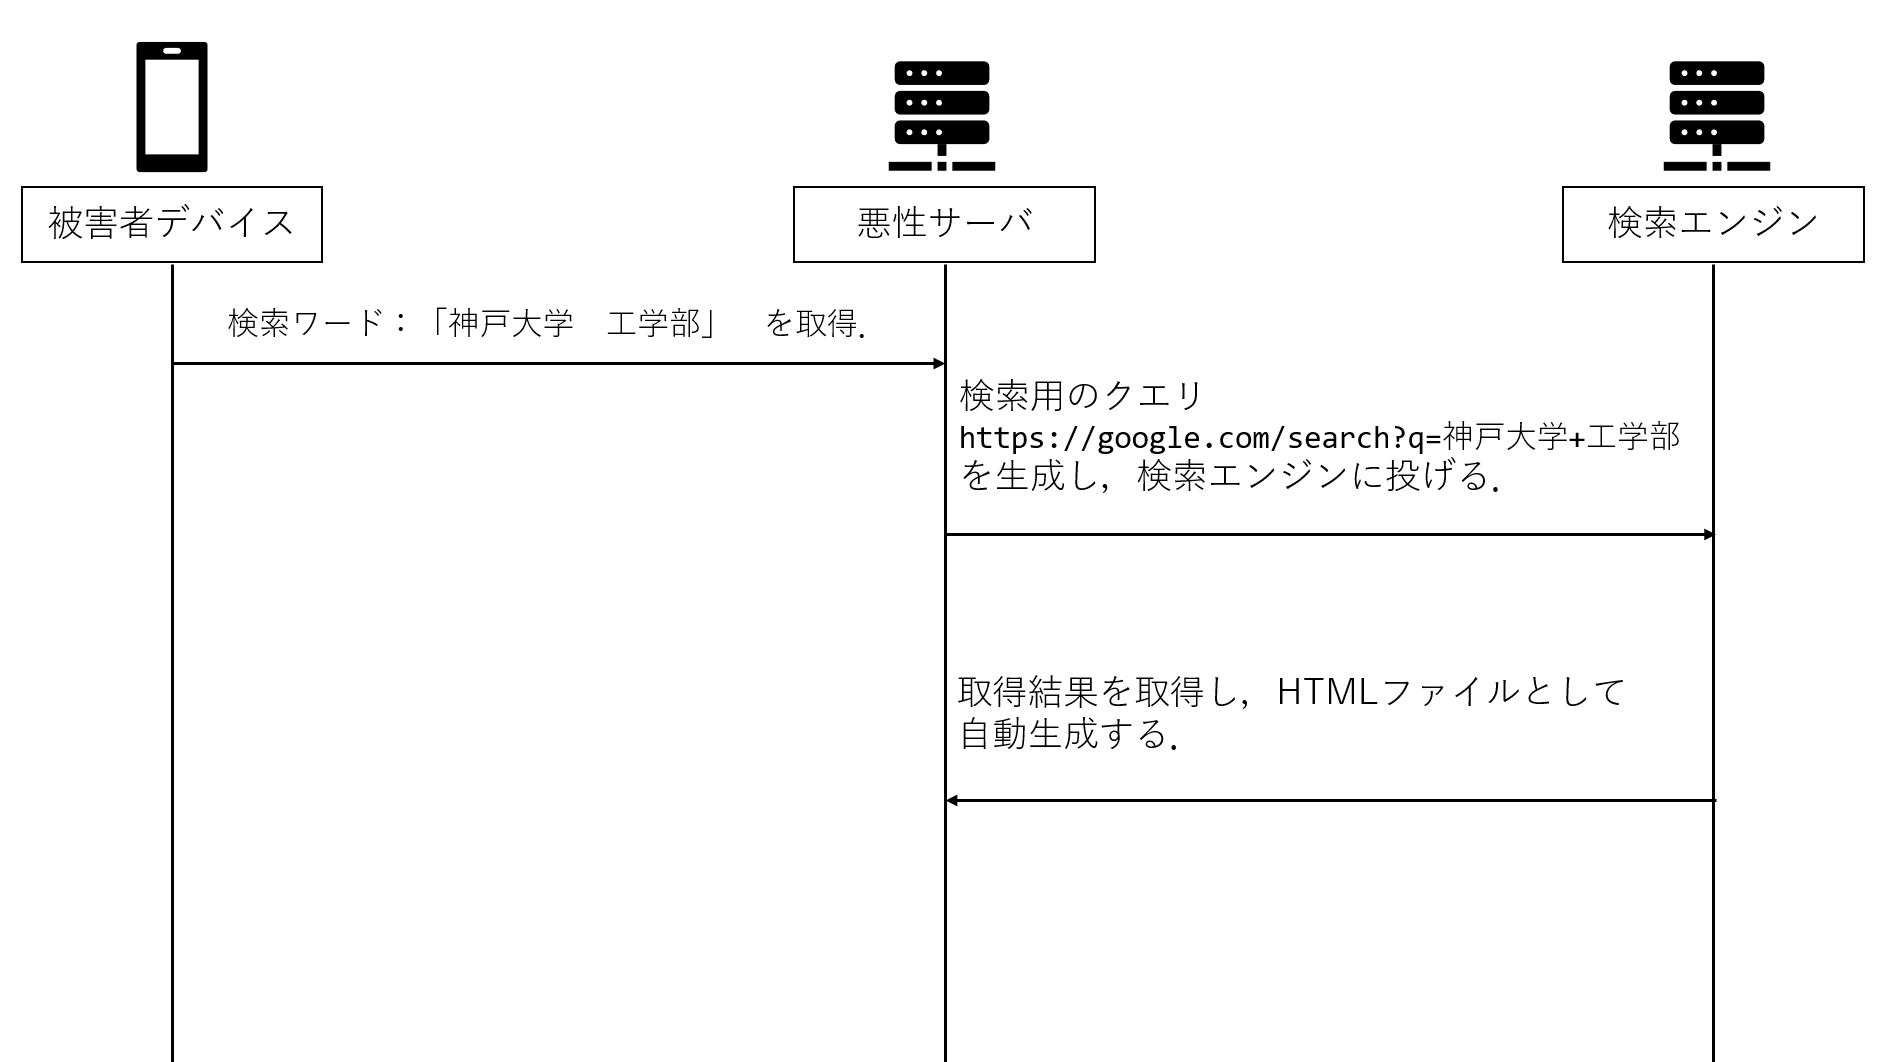 被害者デバイス
悪性サーバ
検索エンジン
検索ワード：「神戸大学　工学部」　を取得．
検索用のクエリ
https://google.com/search?q=神戸大学+工学部
を生成し，検索エンジンに投げる．
取得結果を取得し，HTMLファイルとして
自動生成する．